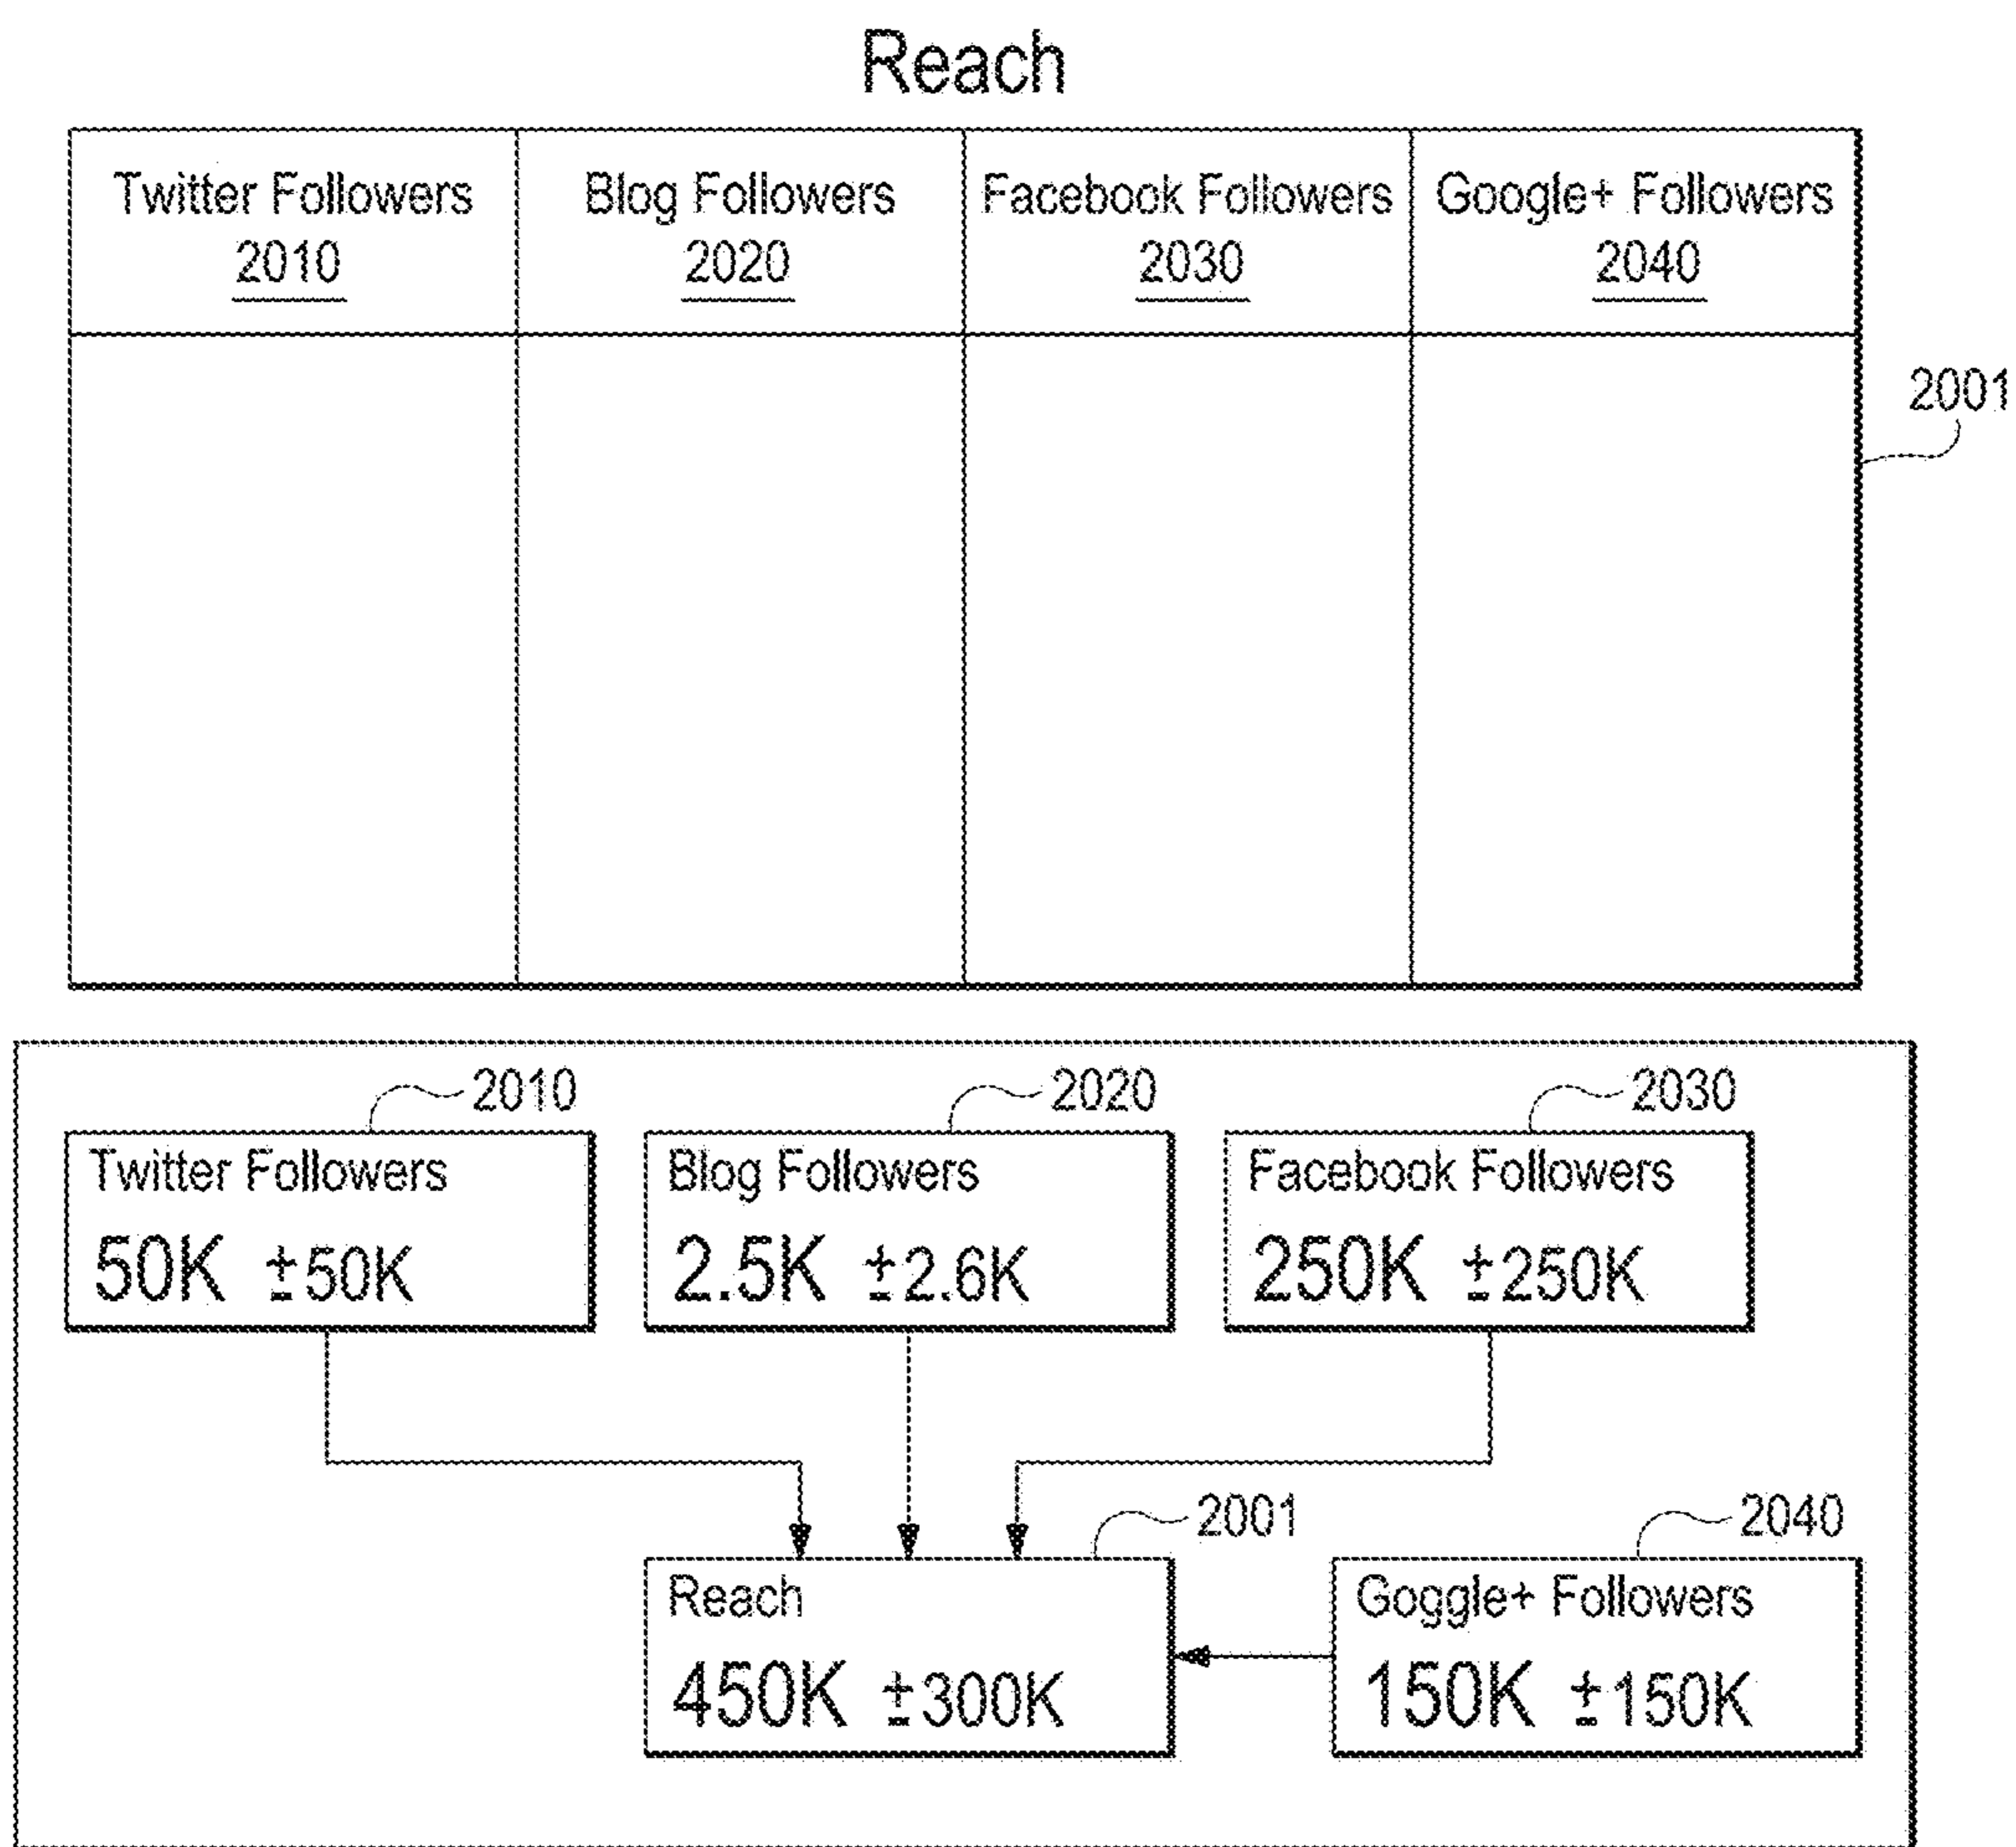 Reach
Twitter Followers Blog Followers Facebook Followers Google+ Followers
2010 2020 2030 2040
2001
2010 2020 2030
Twitter Followers Blog Followers Facebook Followers
50K ±50K 2.5K ±2.6K 250K ±250K
2001 2040
Reach Goggle+ Followers
450K ±300K 150K ±150K